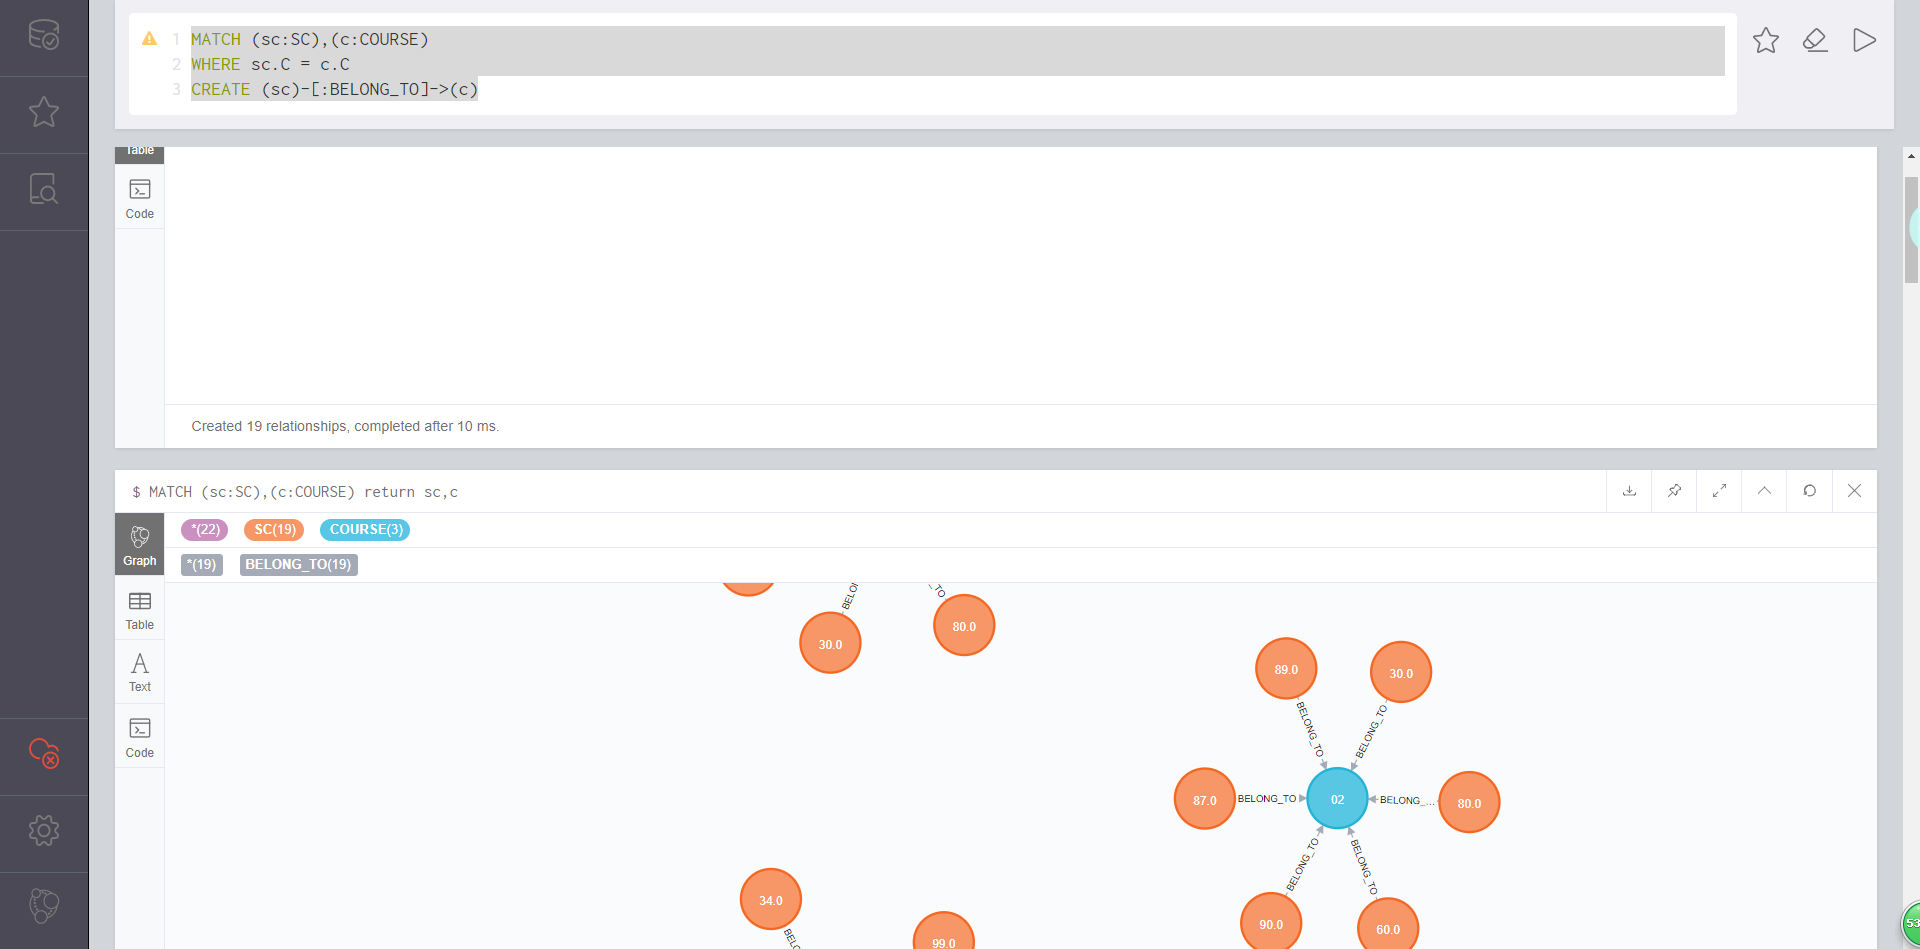 1 MATCH (sc:SC),(c:COURSE)
2 WHERE sc.C = c.C
3 CREATE (sc)-[:BELONG_TO]->(c)
Table
Code
Created 19 relationships, completed after 10 ms.
$ MATCH (sc:SC),(c:COURSE) return sc,c
*(22) SC(19) COURSE(3)
Graph
*(19) BELONG_TO(19)
Table
Text
Code
BELO
_TO
30.0
80.0
89.0
30.0
BELONG_TO
BELONG_TO
87.0
BELONG_TO
02
BELONG_...
80.0
BELONG_TO
BELONG_TO
34.0
90.0
60.0
99.0
BELO
53